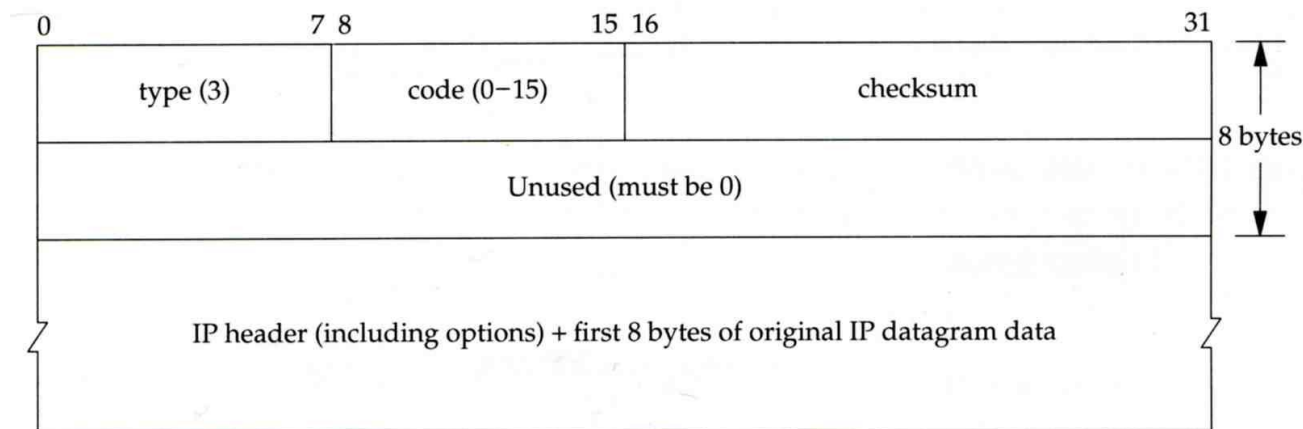 0 7 8 15 16 31
type (3) code (0−15) checksum
8 bytes
Unused (must be 0)
IP header (including options) + first 8 bytes of original IP datagram data